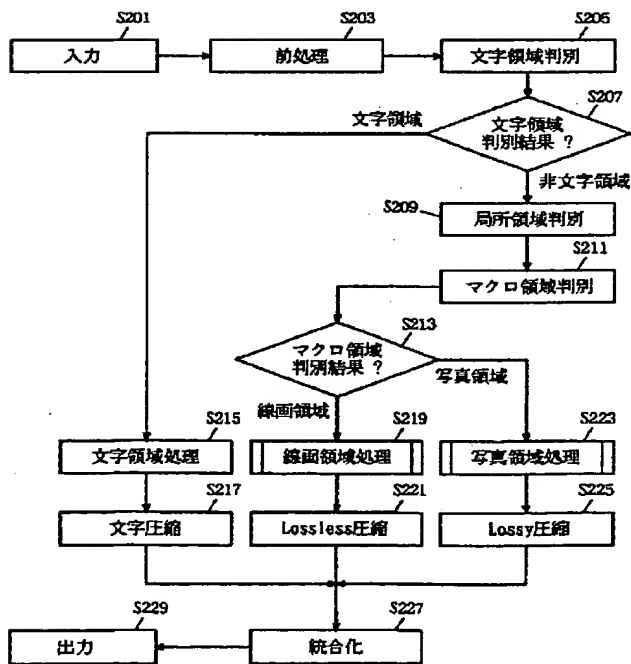 S201
入力
S203
前処理
S205
文字領域判別
S207
文字領域
判別結果 ?
文字領域
非文字領域
S209
局所領域判別
S211
マクロ領域判別
S213
マクロ領域
判別結果 ?
写真領域
線画領域
S215
文字領域処理
S219
線画領域処理
S223
写真領域処理
S217
文字圧縮
S221
Lossless圧縮
S225
Lossy圧縮
S229
出力
S227
統合化